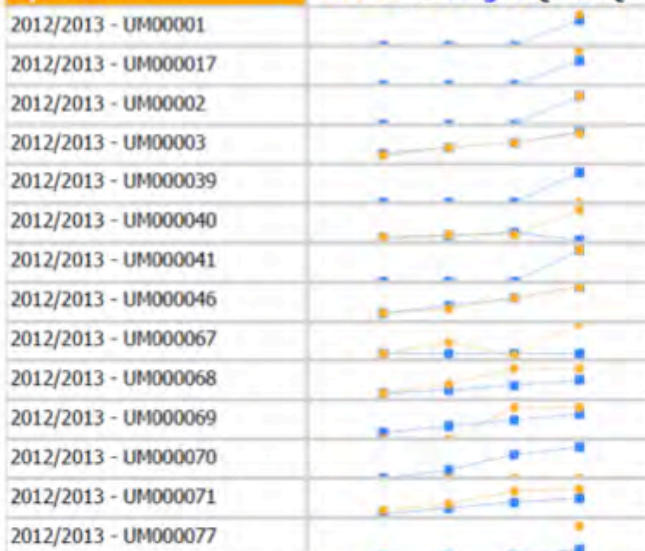 2012/2013 - UM00001
2012/2013 - UM000017
2012/2013 - UM00002
2012/2013 - UM00003
2012/2013 - UM000039
2012/2013 - UM000040
2012/2013 - UM000041
2012/2013 - UM000046
2012/2013 - UM000067
2012/2013 - UM000068
2012/2013 - UM000069
2012/2013 - UM000070
2012/2013 - UM000071
2012/2013 - UM000077